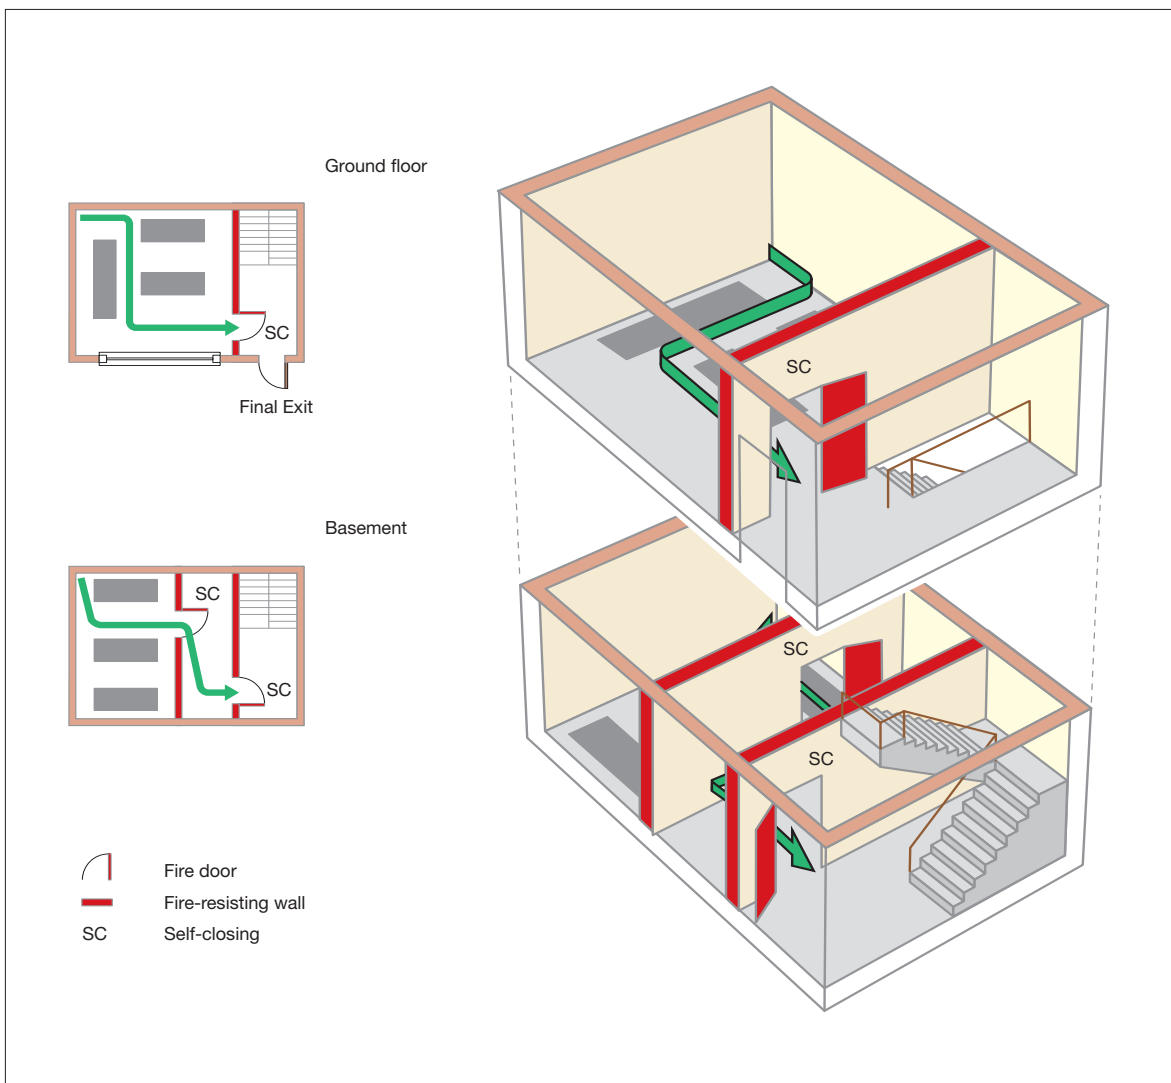 Ground floor
SC
Final Exit
SC
Basement
SC
SC
SC
SC
Fire door
Fire-resisting wall
SC Self-closing